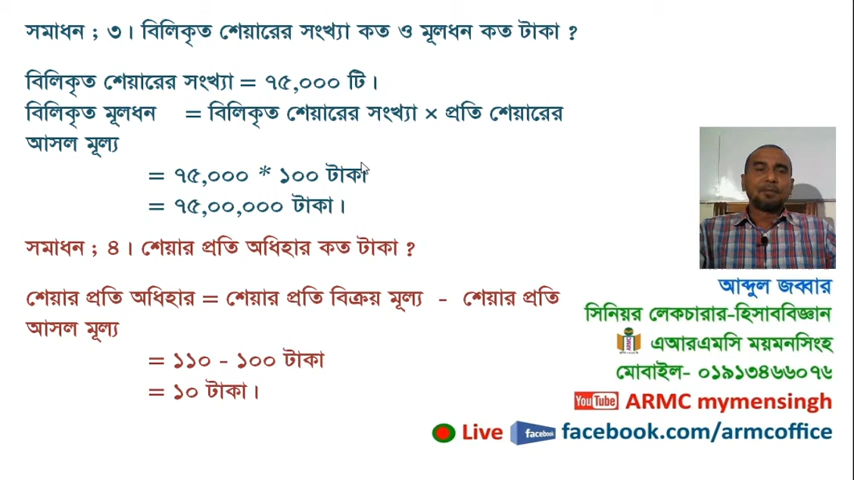 সমাধন ; ৩। বিলিকৃত শেয়ারের সংখ্যা কত ও মূলধন কত টাকা ?
বিলিকৃত শেয়ারের সংখ্যা = ৭৫,০০০ টি।
বিলিকৃত মূলধন = বিলিকৃত শেয়ারের সংখ্যা × প্রতি শেয়ারের
আসল মূল্য
= ৭৫,০০০ * ১০০ টাকা
= ৭৫,০০,০০০ টাকা।
সমাধন ; ৪। শেয়ার প্রতি অধিহার কত টাকা ?
শেয়ার প্রতি অধিহার = শেয়ার প্রতি বিক্রয় মূল্য - শেয়ার প্রতি
আসল মূল্য
= ১১০ - ১০০ টাকা
= ১০ টাকা।
আব্দুল জব্বার
সিনিয়র লেকচারার-হিসাববিজ্ঞান
এআরএমসি ময়মনসিংহ
মোবাইল- ০১৯১৩৪৬৬০৭৬
YouTube ARMC mymensingh
Live facebook facebook.com/armcoffice